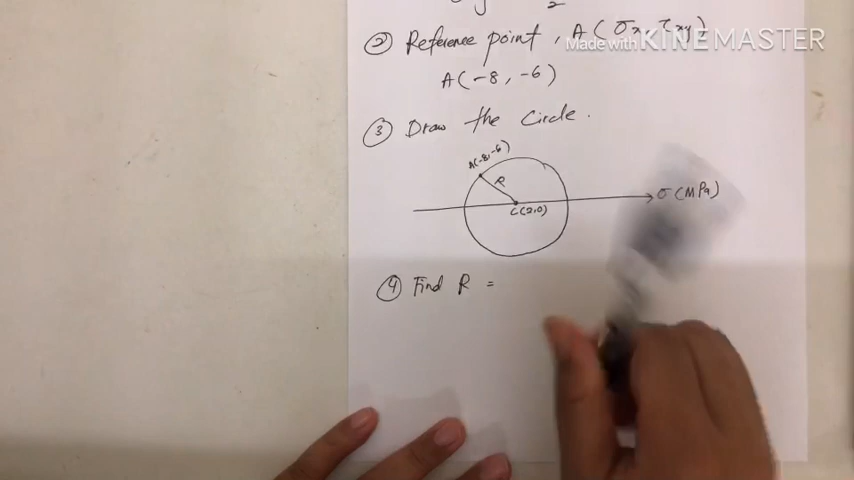 ② Reference point, A(σx, τxy)
Made with KINEMASTER
A(-8, -6)
③ Draw the Circle.
A(-8,-6)
R
σ(MPa)
C(2,0)
④ Find R =